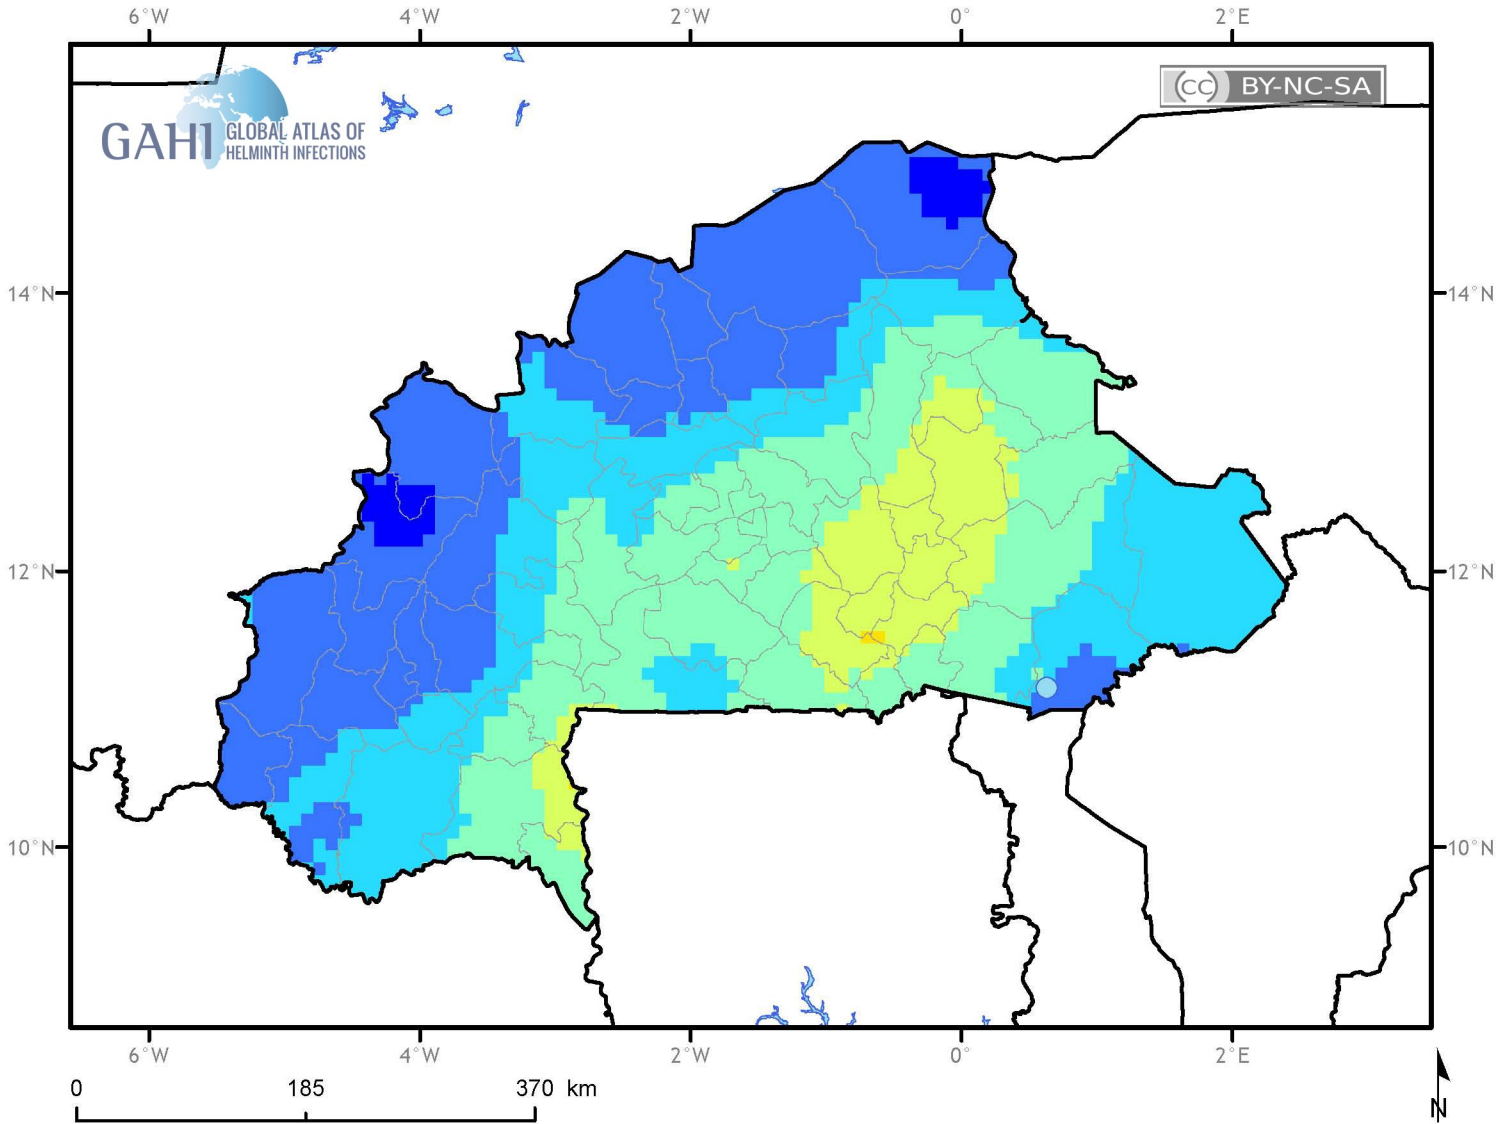 6°W 4°W 2°W 0° 2°E
(cc) BY-NC-SA
GAHI GLOBAL ATLAS OF
HELMINTH INFECTIONS
14°N 14°N
12°N 12°N
10°N 10°N
6°W 4°W 2°W 0° 2°E
0 185 370 km
N